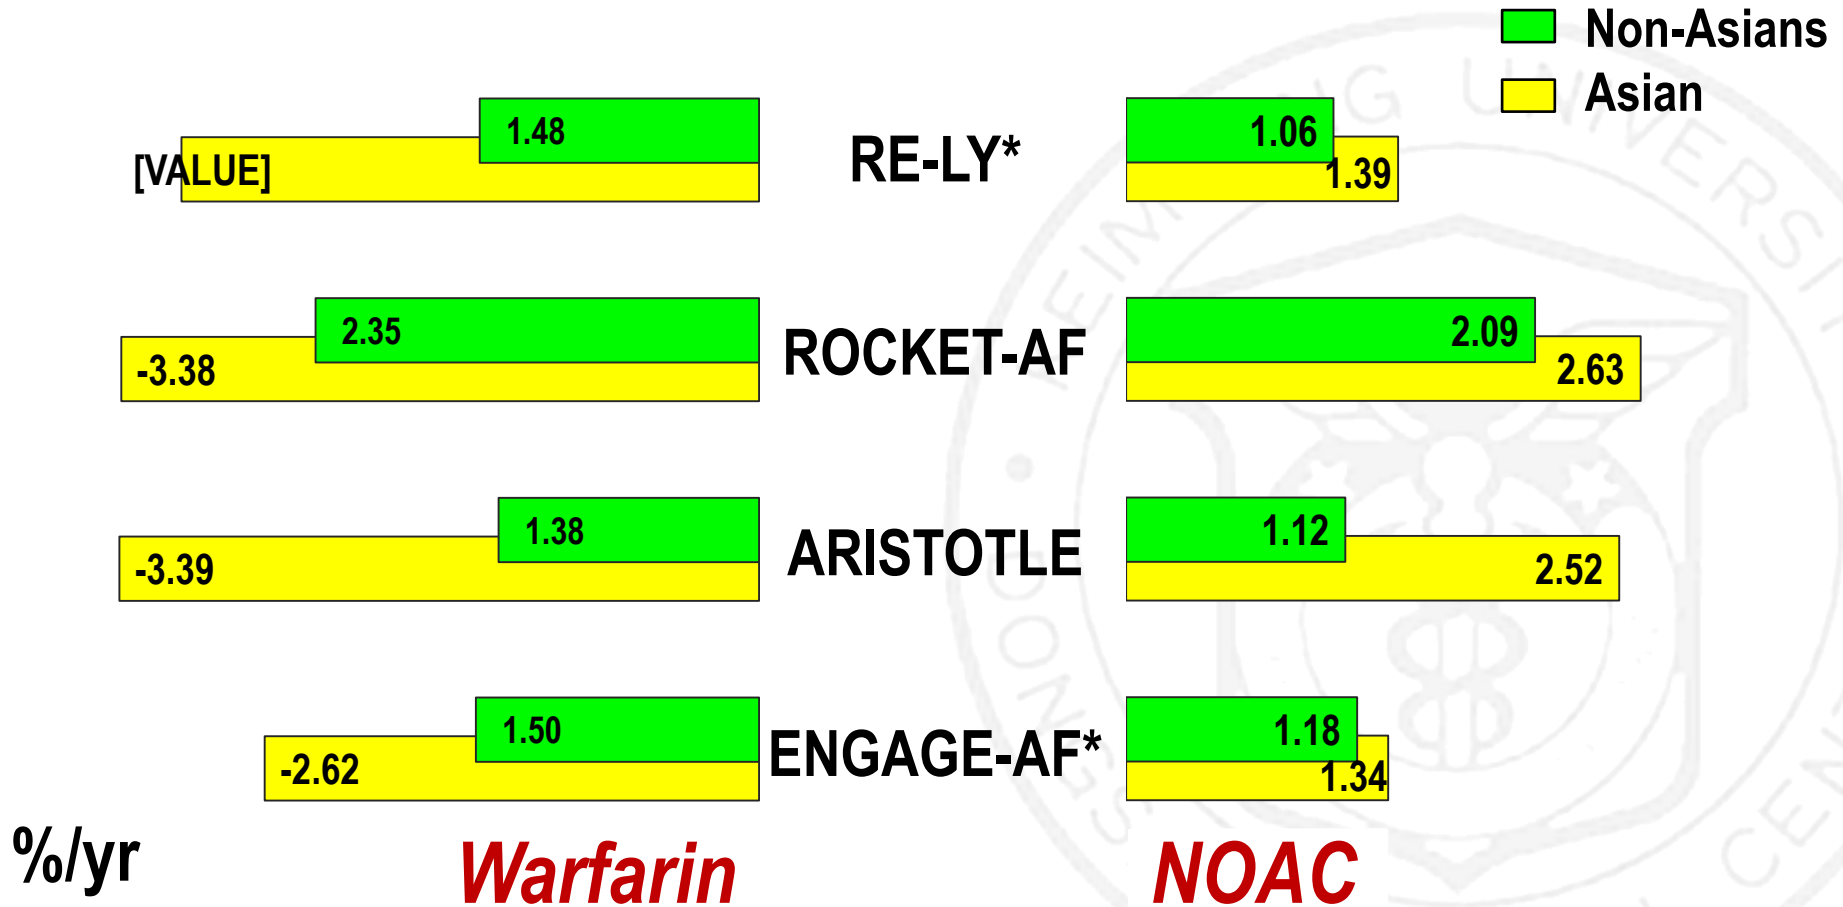 Non-Asians
Asian
1.48
[VALUE]
RE-LY*
1.06
1.39
2.35
-3.38
ROCKET-AF
2.09
2.63
1.38
-3.39
ARISTOTLE
1.12
2.52
1.50
-2.62
ENGAGE-AF*
1.18
1.34
%/yr
Warfarin
NOAC